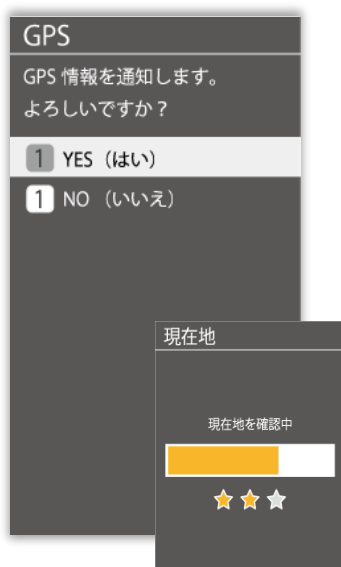 GPS
GPS 情報を通知します。
よろしいですか？
1 YES（はい）
1 NO （いいえ）
現在地
現在地を確認中